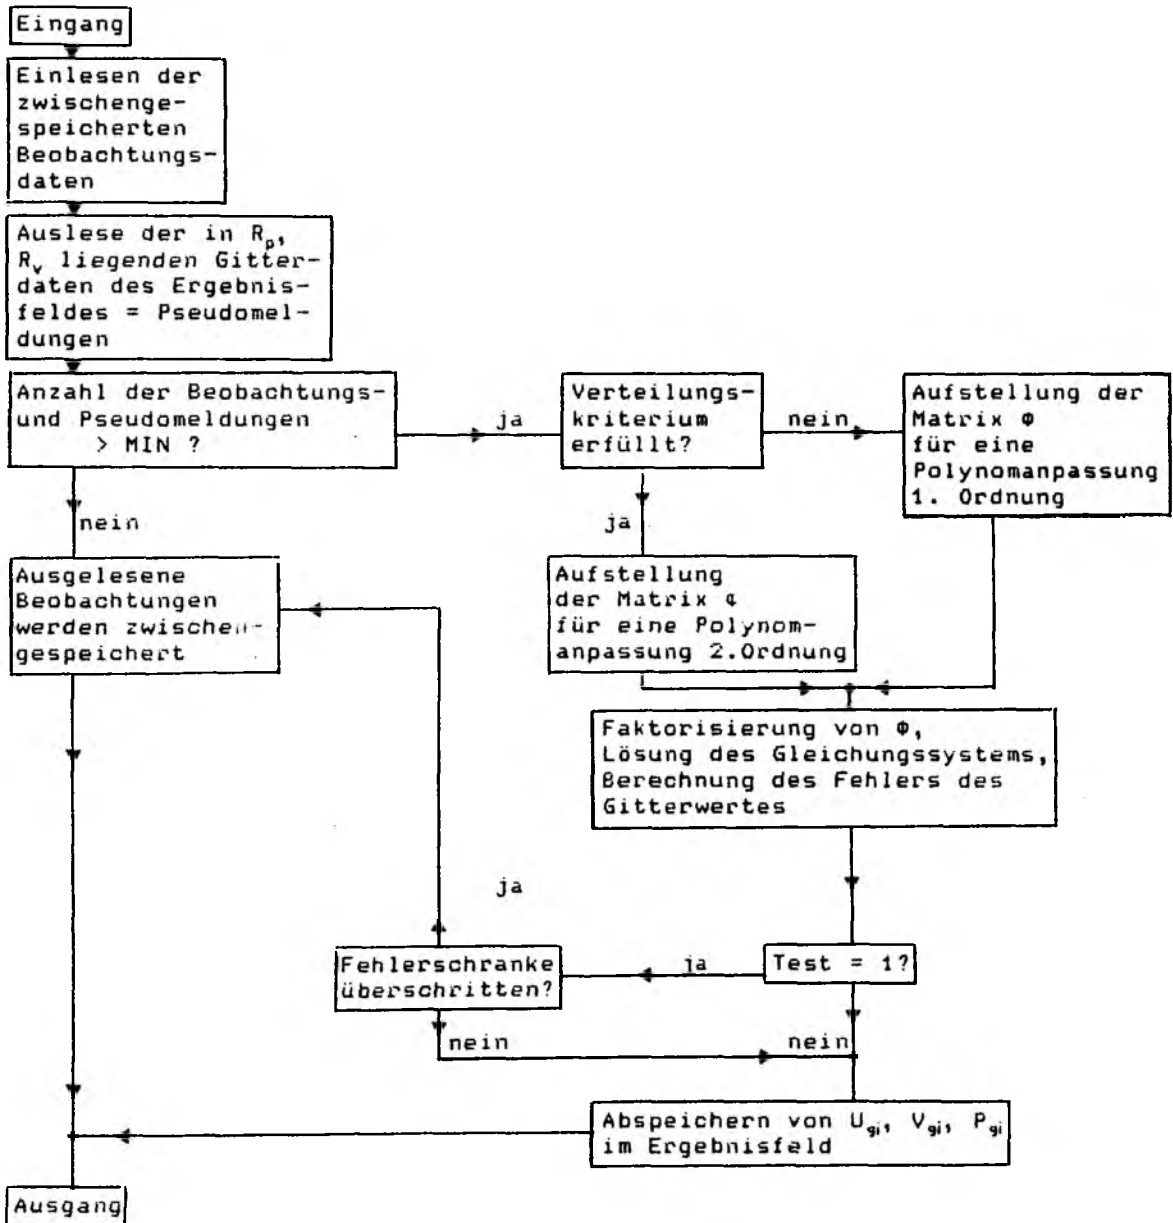 Eingang
Einlesen der
zwischenge-
speicherten
Beobachtungs-
daten
Auslese der in Rp,
Rv liegenden Gitter-
daten des Ergebnis-
feldes = Pseudomel-
dungen
Anzahl der Beobachtungs-
und Pseudomeldungen
> MIN ?
ja
Verteilungs-
kriterium
erfüllt?
nein
Aufstellung der
Matrix Φ
für eine
Polynomanpassung
1. Ordnung
nein
ja
Ausgelesene
Beobachtungen
werden zwischen-
gespeichert
Aufstellung
der Matrix Φ
für eine Polynom-
anpassung 2.Ordnung
Faktorisierung von Φ,
Lösung des Gleichungssystems,
Berechnung des Fehlers des
Gitterwertes
ja
Fehlerschranke
überschritten?
ja
Test = 1?
nein
nein
Abspeichern von Ugi, Vgi, Pgi
im Ergebnisfeld
Ausgang